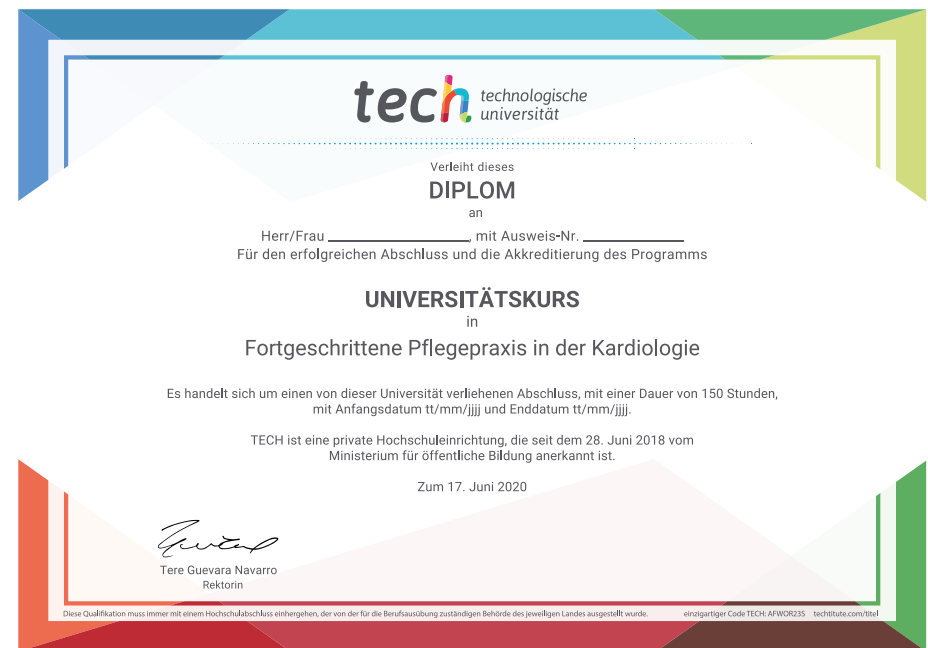 tech technologische
universität
Verleiht dieses
DIPLOM
an
Herr/Frau ____________________, mit Ausweis-Nr. ______________
Für den erfolgreichen Abschluss und die Akkreditierung des Programms
UNIVERSITÄTSKURS
in
Fortgeschrittene Pflegepraxis in der Kardiologie
Es handelt sich um einen von dieser Universität verliehenen Abschluss, mit einer Dauer von 150 Stunden,
mit Anfangsdatum tt/mm/jjjj und Enddatum tt/mm/jjjj.
TECH ist eine private Hochschuleinrichtung, die seit dem 28. Juni 2018 vom
Ministerium für öffentliche Bildung anerkannt ist.
Zum 17. Juni 2020
Tere Guevara Navarro
Rektorin
Diese Qualifikation muss immer mit einem Hochschulabschluss einhergehen, der von der für die Berufsausübung zuständigen Behörde des jeweiligen Landes ausgestellt wurde. einzigartiger Code TECH: AFWOR23S techtitute.com/titel